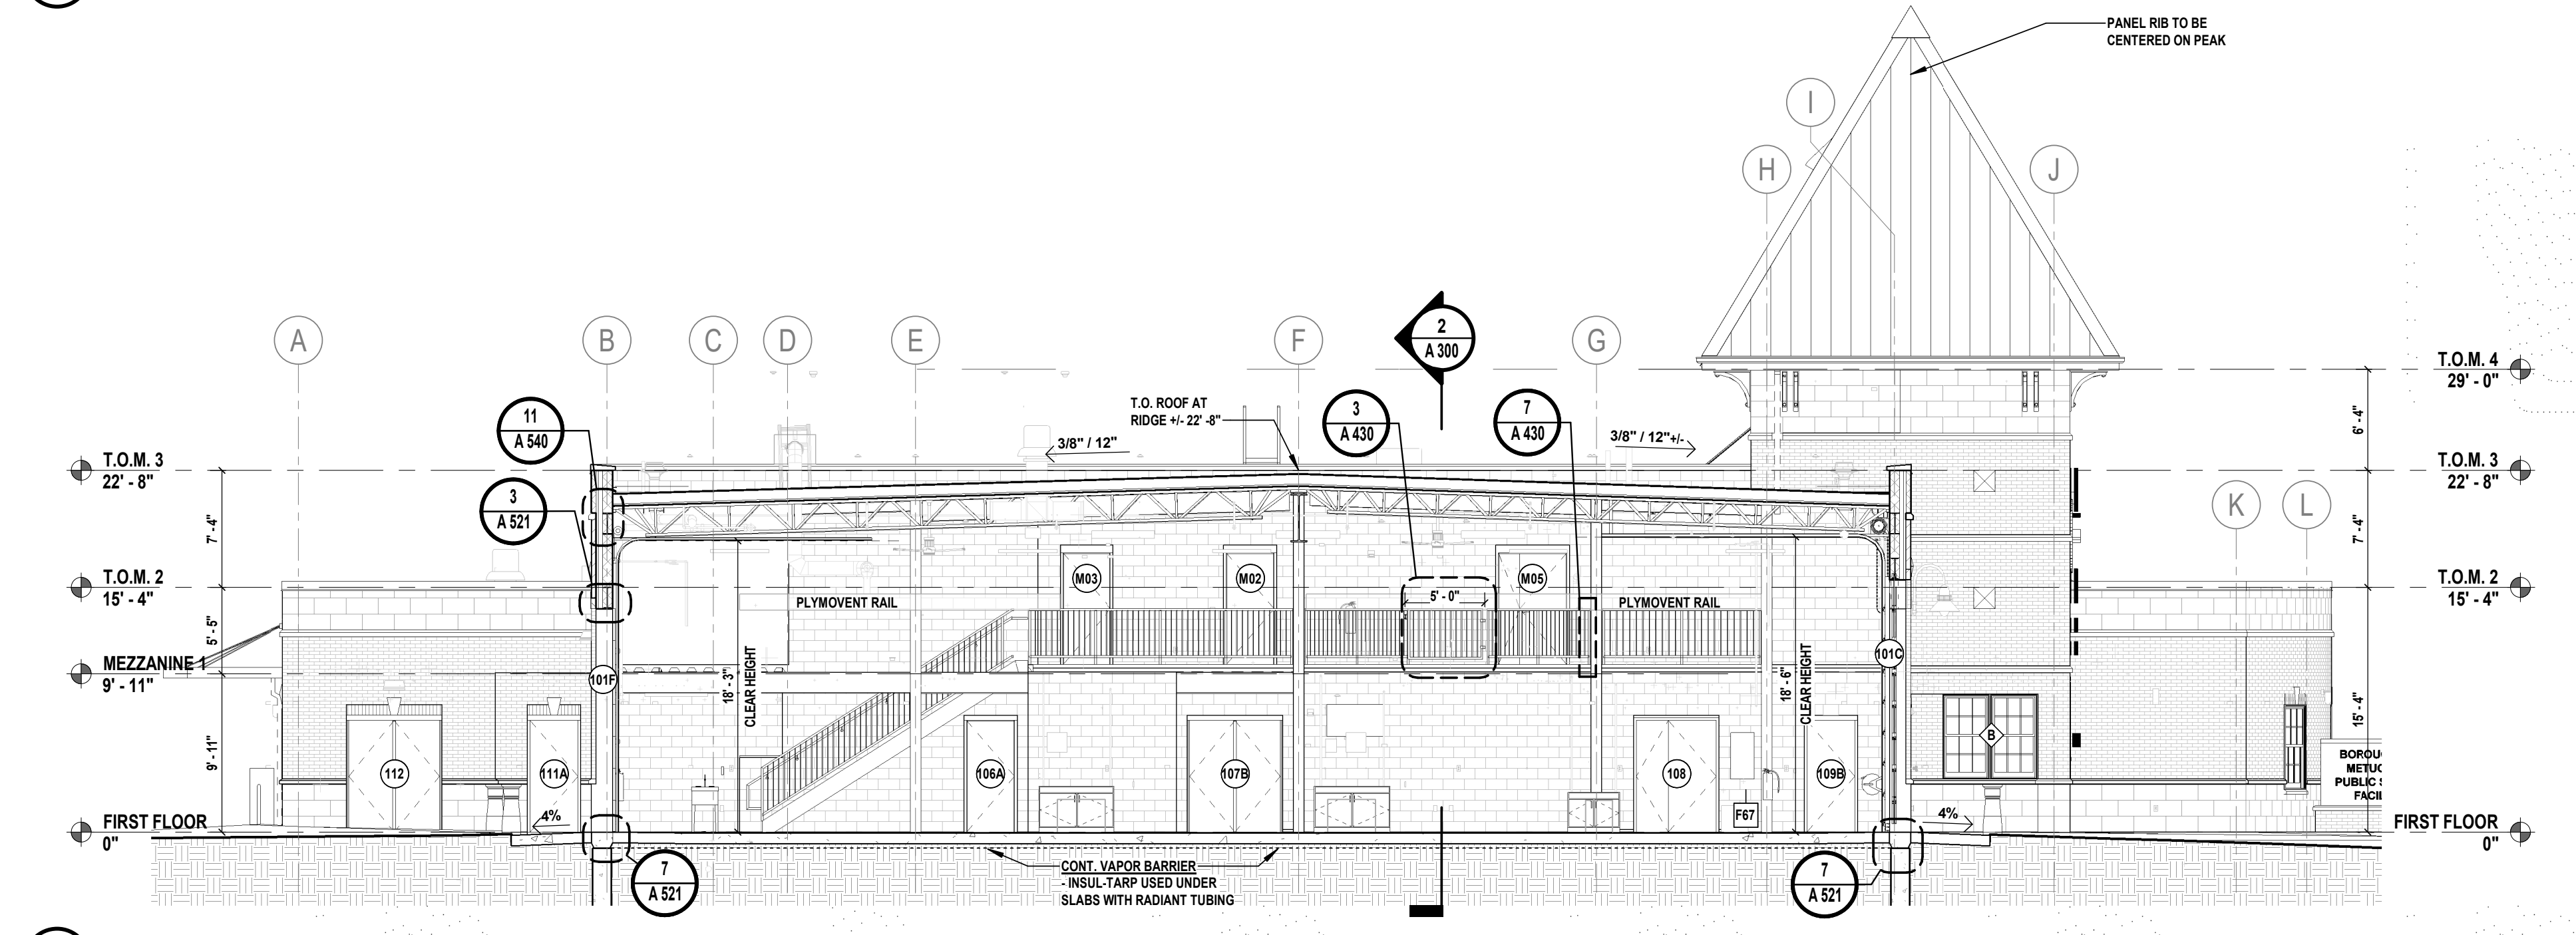 PANEL RIB TO BE
CENTERED ON PEAK
I
H
J
A
B
C
D
E
F
G
2
A 300
T.O.M. 4
29' - 0"
3
A 430
7
A 430
T.O. ROOF AT
RIDGE +/- 22' -8"
11
A 540
3/8" / 12"
3/8" / 12"+/-
6' - 4"
T.O.M. 3
22' - 8"
T.O.M. 3
22' - 8"
3
A 521
K
L
7' - 4"
7' - 4"
M03
M02
M05
T.O.M. 2
15' - 4"
T.O.M. 2
15' - 4"
PLYMOVENT RAIL
5' - 0"
PLYMOVENT RAIL
5' - 5"
MEZZANINE 1
9' - 11"
101F
101C
18' - 3"
CLEAR HEIGHT
18' - 6"
CLEAR HEIGHT
15' - 4"
9' - 11"
B
112
111A
106A
107B
108
109B
BOROU
METUC
PUBLIC S
FACIL
F67
4%
4%
FIRST FLOOR
0"
FIRST FLOOR
0"
7
A 521
CONT. VAPOR BARRIER
- INSUL-TARP USED UNDER
SLABS WITH RADIANT TUBING
7
A 521